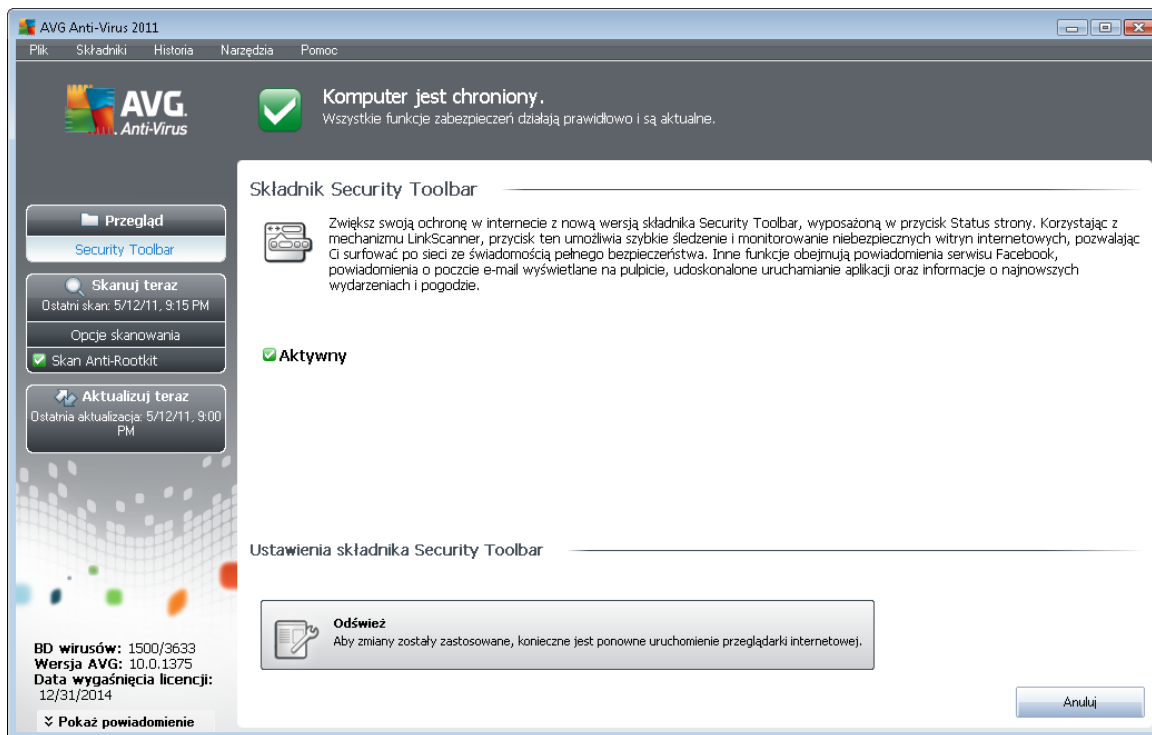 AVG Anti-Virus 2011
Plik Składniki Historia Narzędzia Pomoc
AVG.
Anti-Virus
Komputer jest chroniony.
Wszystkie funkcje zabezpieczeń działają prawidłowo i są aktualne.
Przegląd
Security Toolbar
Skanuj teraz
Ostatni skan: 5/12/11, 9:15 PM
Opcje skanowania
Skan Anti-Rootkit
Aktualizuj teraz
Ostatnia aktualizacja: 5/12/11, 9:00
PM
BD wirusów: 1500/3633
Wersja AVG: 10.0.1375
Data wygaśnięcia licencji:
12/31/2014
Pokaż powiadomienie
Składnik Security Toolbar
Zwiększ swoją ochronę w internecie z nową wersją składnika Security Toolbar, wyposażoną w przycisk Status strony. Korzystając z
mechanizmu LinkScanner, przycisk ten umożliwia szybkie śledzenie i monitorowanie niebezpiecznych witryn internetowych, pozwalając
Ci surfować po sieci ze świadomością pełnego bezpieczeństwa. Inne funkcje obejmują powiadomienia serwisu Facebook,
powiadomienia o poczcie e-mail wyświetlane na pulpicie, udoskonalone uruchamianie aplikacji oraz informacje o najnowszych
wydarzeniach i pogodzie.
Aktywny
Ustawienia składnika Security Toolbar
Odśwież
Aby zmiany zostały zastosowane, konieczne jest ponowne uruchomienie przeglądarki internetowej.
Anuluj